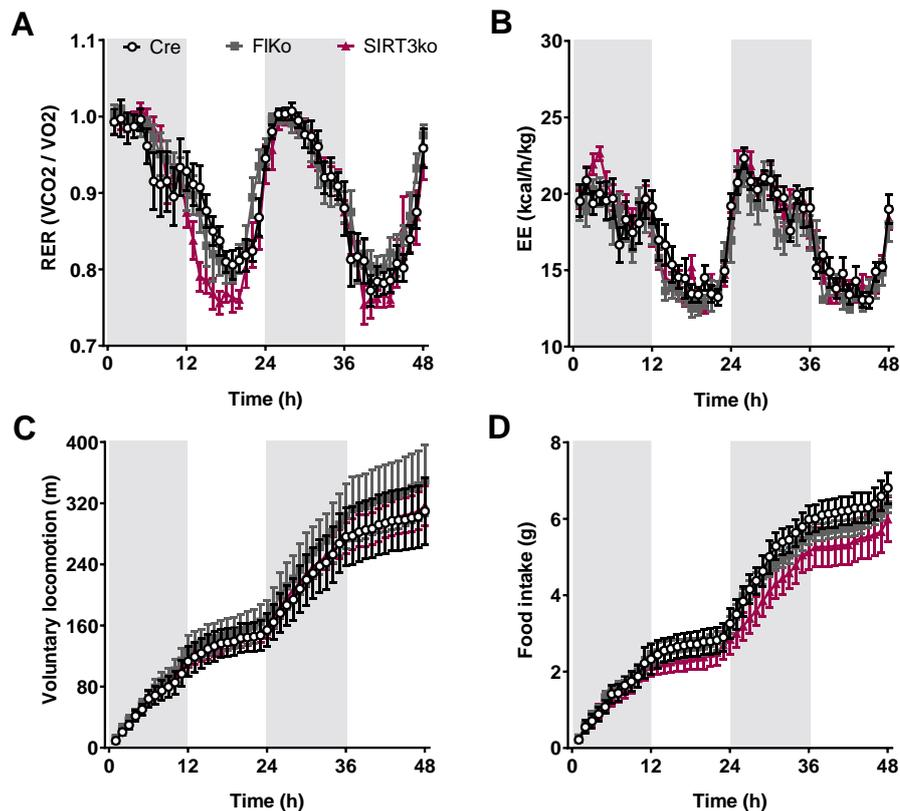 A
RER (VCO2 / VO2)
1.1
1.0
0.9
0.8
0.7
Cre FlKo SIRT3ko
0 12 24 36 48
Time (h)
B
EE (kcal/h/kg)
30
25
20
15
10
0 12 24 36 48
Time (h)
C
Voluntary locomotion (m)
400
320
240
160
80
0
0 12 24 36 48
Time (h)
D
Food intake (g)
8
6
4
2
0
0 12 24 36 48
Time (h)